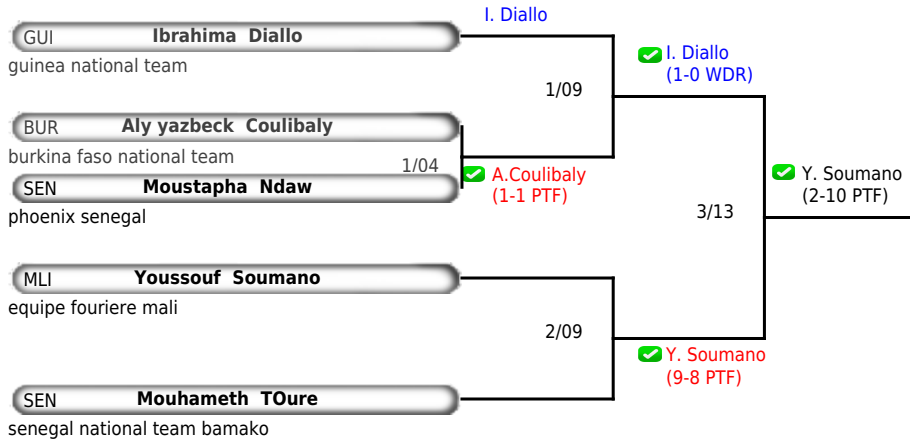 I. Diallo
GUI Ibrahima Diallo
guinea national team
I. Diallo
(1-0 WDR)
1/09
BUR Aly yazbeck Coulibaly
burkina faso national team
1/04
SEN Moustapha Ndaw
phoenix senegal
A.Coulibaly
(1-1 PTF)
Y. Soumano
(2-10 PTF)
3/13
MLI Youssouf Soumano
equipe fouriere mali
2/09
Y. Soumano
(9-8 PTF)
SEN Mouhameth TOure
senegal national team bamako